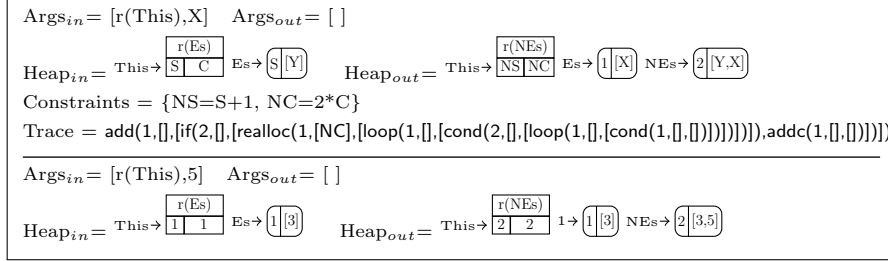 Args_in= [r(This),X] Args_out= [ ]
r(Es) r(NEs)
Heap_in= This→ S C Es→ S [Y] Heap_out= This→ NS NC Es→ 1 [X] NEs→ 2 [Y,X]
Constraints = {NS=S+1, NC=2*C}
Trace = add(1,[],[if(2,[],[realloc(1,[NC],[loop(1,[],[cond(2,[],[loop(1,[],[cond(1,[],[])])])])]),addc(1,[],[])])])
Args_in= [r(This),5] Args_out= [ ]
r(Es) r(NEs)
Heap_in= This→ 1 1 Es→ 1 [3] Heap_out= This→ 2 2 1→ 1 [3] NEs→ 2 [3,5]